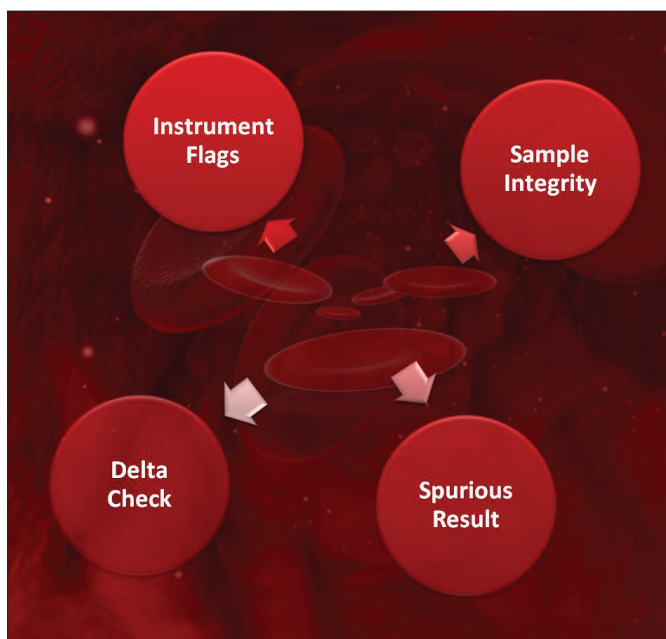 Instrument
Flags
Sample
Integrity
Delta
Check
Spurious
Result